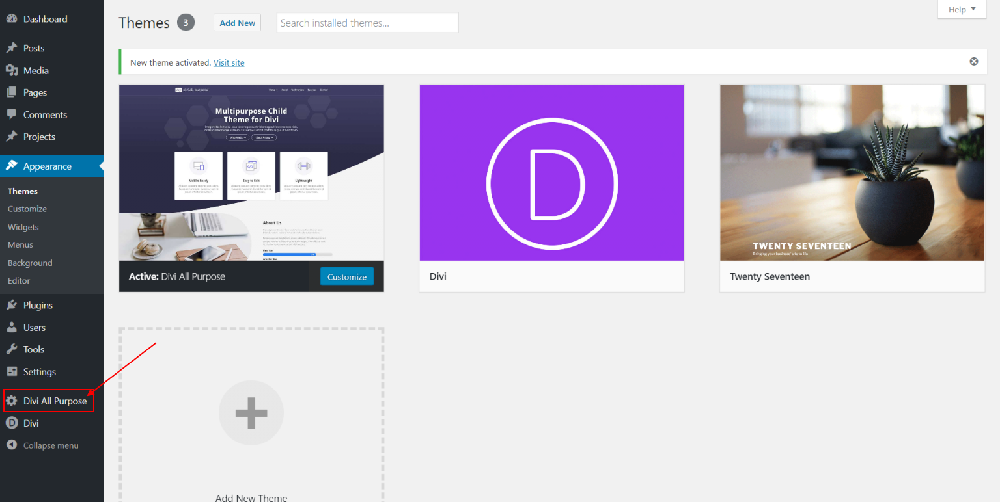 Dashboard
Posts
Media
Pages
Comments
Projects
Appearance
Themes
Customize
Widgets
Menus
Background
Editor
Plugins
Users
Tools
Settings
Divi All Purpose
D
Divi
Collapse menu
Themes 3 Add New Search installed themes...
Help
New theme activated. Visit site
divi all purpose Home About Testimonials Services Contact
Multipurpose Child
Theme for Divi
Mobile Ready Easy to Edit Lightweight
About Us
Active: Divi All Purpose Customize
D
Divi
TWENTY SEVENTEEN
Bringing your business' site to life
Twenty Seventeen
Add New Theme